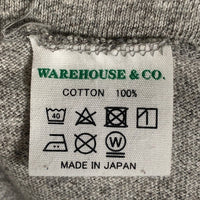 WAREHOUSE & CO.
COTTON 100%
40
MADE IN JAPAN